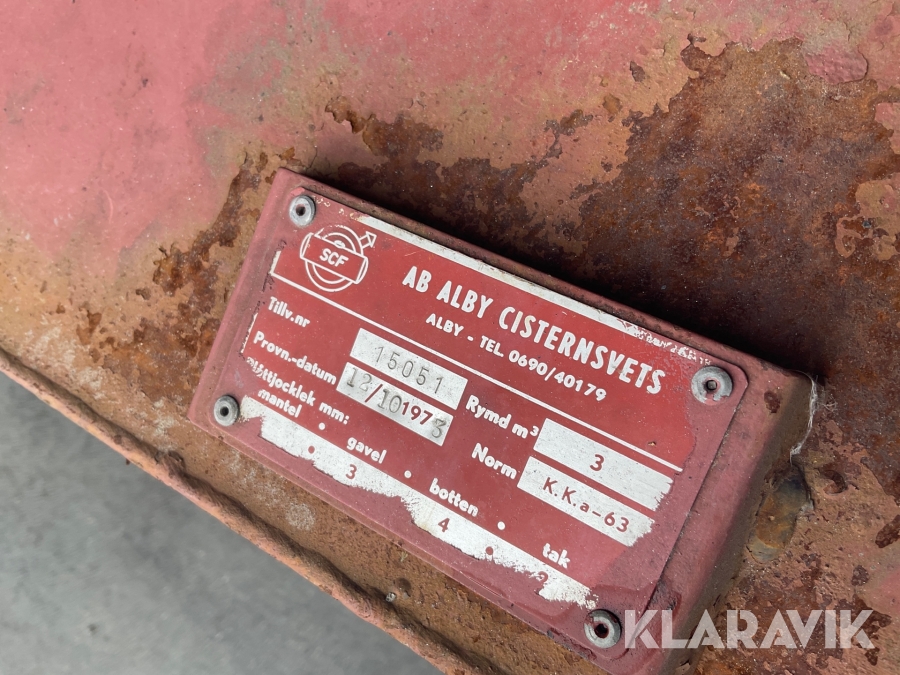 SCF
AB ALBY CISTERNSVETS
ALBY - TEL. 0690/40179
Tillv.nr 15051 Rymd m³ 3
Provn.-datum 12/10 1973 Norm K.K.a-63
mm:
mantel . gavel . botten . tak
3 . 4 .
KLARAVIK